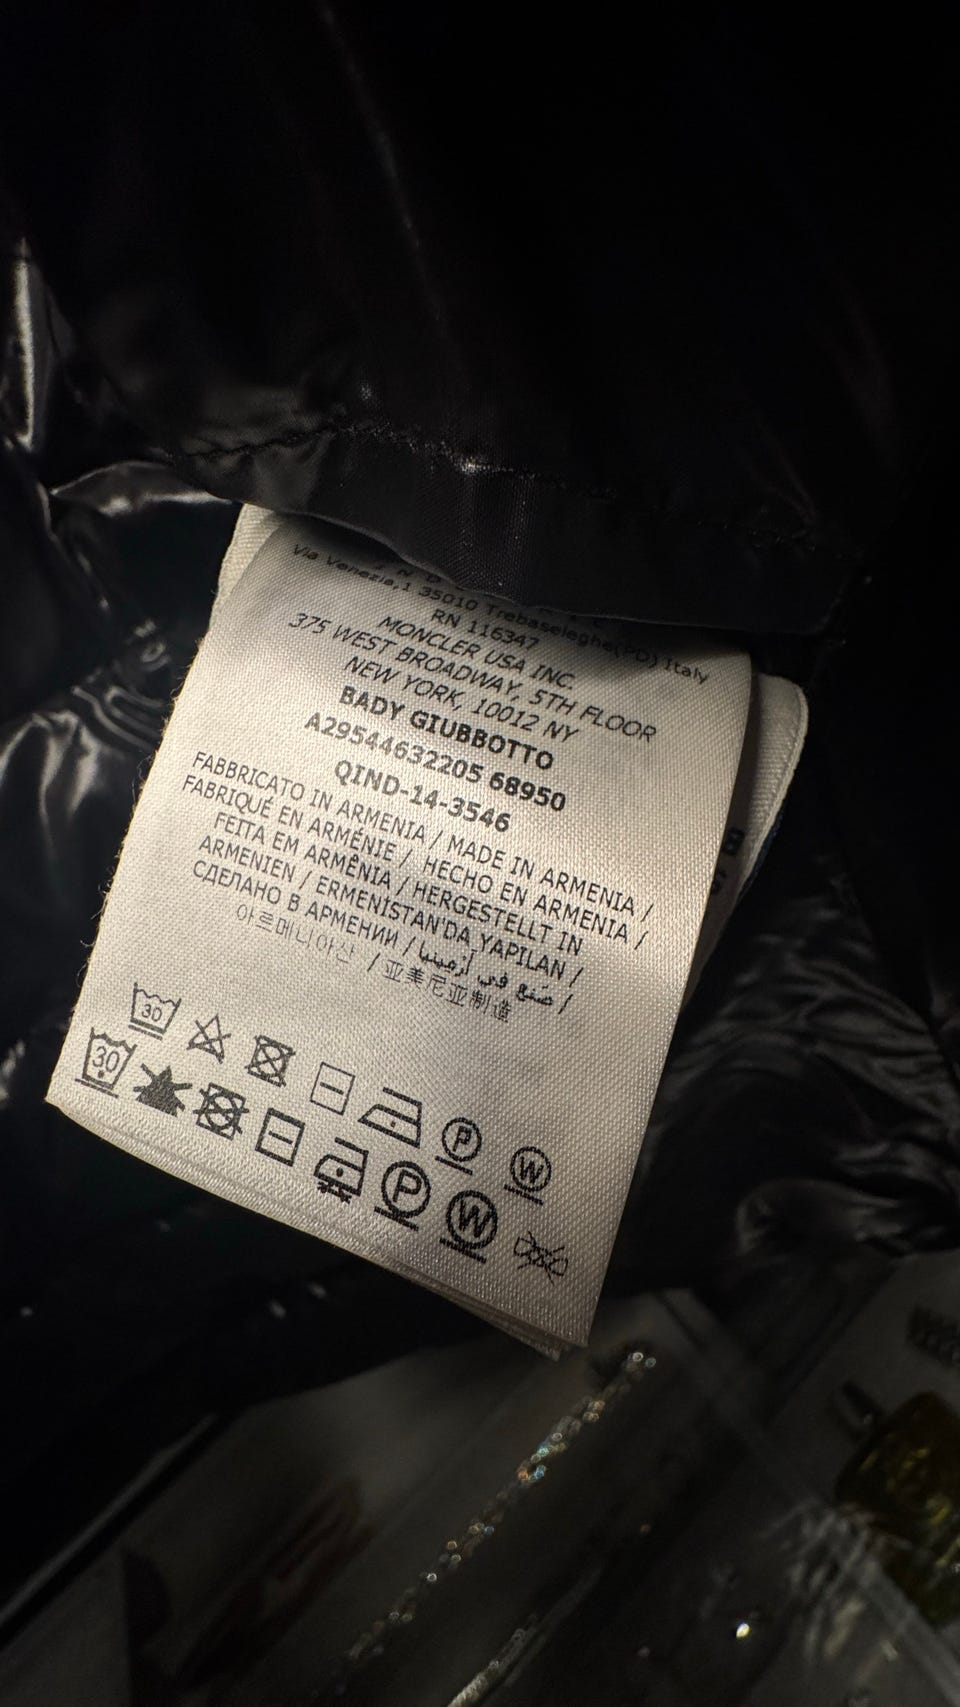 Via Venezia,1 35010 Trebaseleghe(PD) Italy
RN 116347
MONCLER USA INC.
375 WEST BROADWAY, 5TH FLOOR
NEW YORK, 10012 NY
BADY GIUBBOTTO
A29544632205 68950
QIND-14-3546
FABBRICATO IN ARMENIA / MADE IN ARMENIA /
FABRIQUÉ EN ARMÉNIE / HECHO EN ARMENIA /
FEITA EM ARMÊNIA / HERGESTELLT IN
ARMENIEN / ERMENISTAN'DA YAPILAN /
СДЕЛАНО В АРМЕНИИ / صنع في أرمينيا /
아르메니아산 / 亚美尼亚制造
30 P W
30 P W